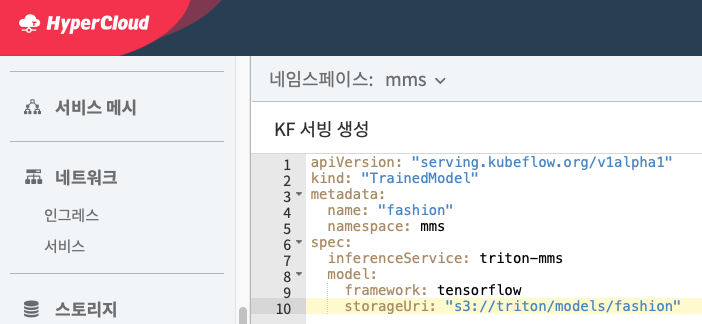 HyperCloud
서비스 메시
네트워크
인그레스
서비스
스토리지
네임스페이스: mms
KF 서빙 생성
1 apiVersion: "serving.kubeflow.org/v1alpha1"
2 kind: "TrainedModel"
3 metadata:
4   name: "fashion"
5   namespace: mms
6 spec:
7   inferenceService: triton-mms
8   model:
9     framework: tensorflow
10     storageUri: "s3://triton/models/fashion"